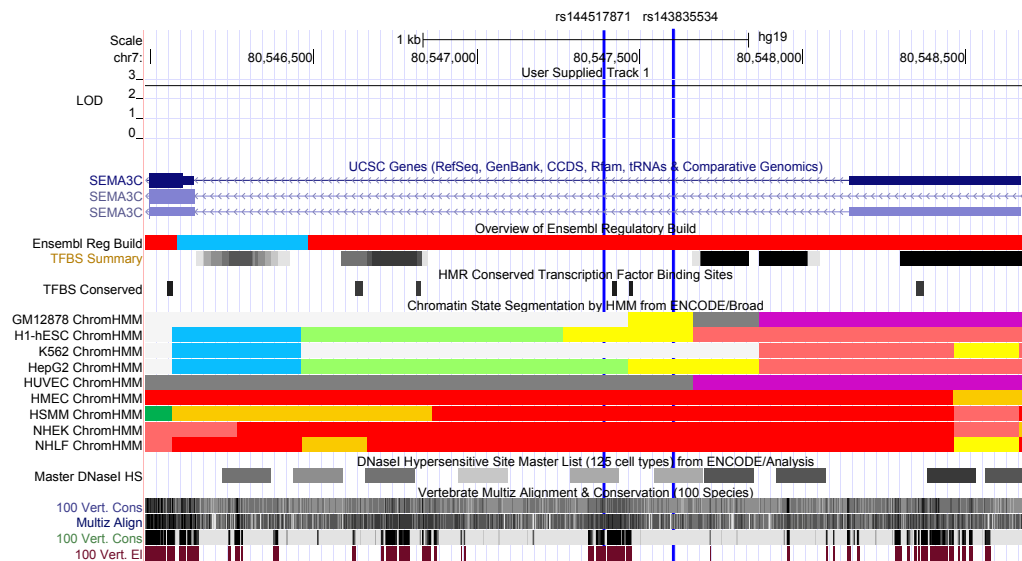 rs144517871 rs143835534
Scale 1 kb hg19
chr7: 80,546,500 80,547,000 80,547,500 80,548,000 80,548,500
User Supplied Track 1
3
LOD
2
1
0
UCSC Genes (RefSeq, GenBank, CCDS, Rfam, tRNAs & Comparative Genomics)
SEMA3C
SEMA3C
SEMA3C
Overview of Ensembl Regulatory Build
Ensembl Reg Build
TFBS Summary
HMR Conserved Transcription Factor Binding Sites
TFBS Conserved
Chromatin State Segmentation by HMM from ENCODE/Broad
GM12878 ChromHMM
H1-hESC ChromHMM
K562 ChromHMM
HepG2 ChromHMM
HUVEC ChromHMM
HMEC ChromHMM
HSMM ChromHMM
NHEK ChromHMM
NHLF ChromHMM
DNaseI Hypersensitive Site Master List (125 cell types) from ENCODE/Analysis
Master DNaseI HS
Vertebrate Multiz Alignment & Conservation (100 Species)
100 Vert. Cons
Multiz Align
100 Vert. Cons
100 Vert. El